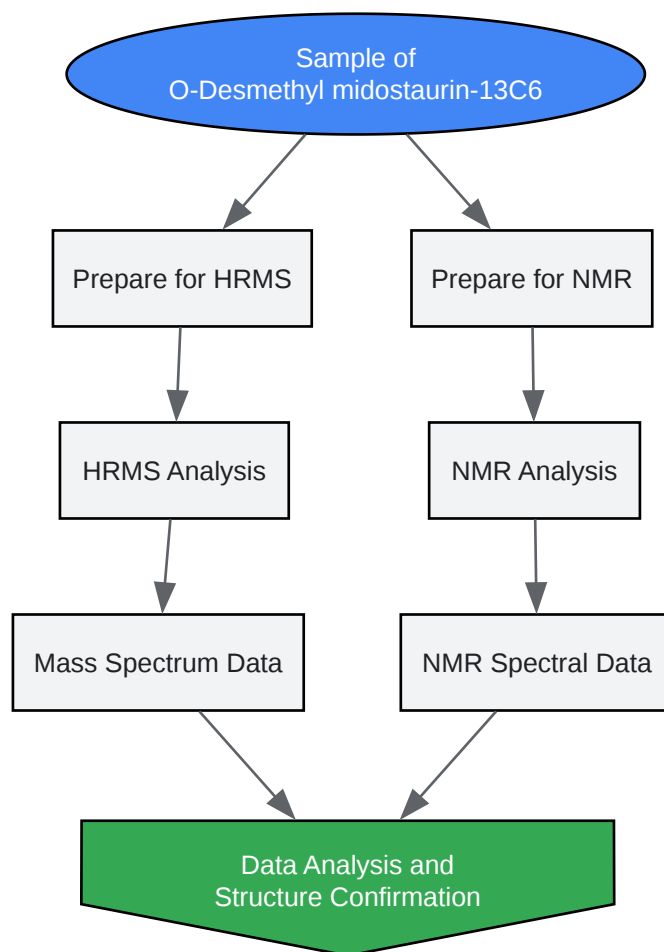 Sample of
O-Desmethyl midostaurin-13C6
Prepare for HRMS
Prepare for NMR
HRMS Analysis
NMR Analysis
Mass Spectrum Data
NMR Spectral Data
Data Analysis and
Structure Confirmation